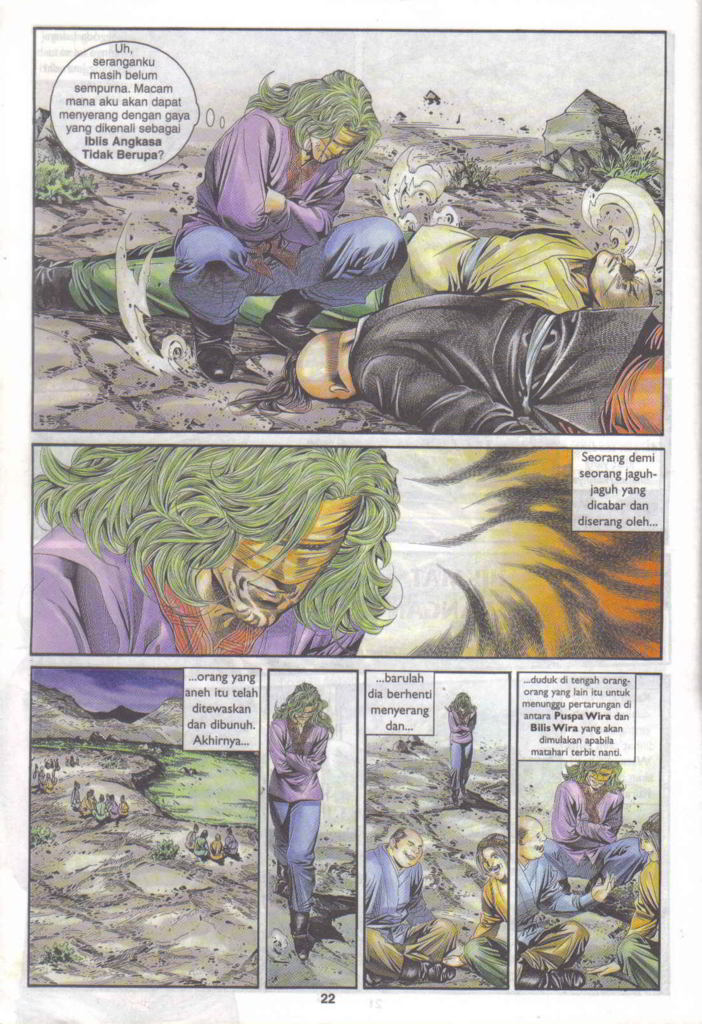 Uh,
seranganku
masih belum
sempurna. Macam
mana aku akan dapat
menyerang dengan gaya
yang dikenali sebagai
Iblis Angkasa
Tidak Berupa?
Seorang demi
seorang jaguh-
jaguh yang
dicabar dan
diserang oleh...
...orang yang
aneh itu telah
ditewaskan
dan dibunuh.
Akhirnya...
...barulah
dia berhenti
menyerang
dan...
...duduk di tengah orang-
orang yang lain itu untuk
menunggu pertarungan di
antara Puspa Wira dan
Bilis Wira yang akan
dimulakan apabila
matahari terbit nanti.
22